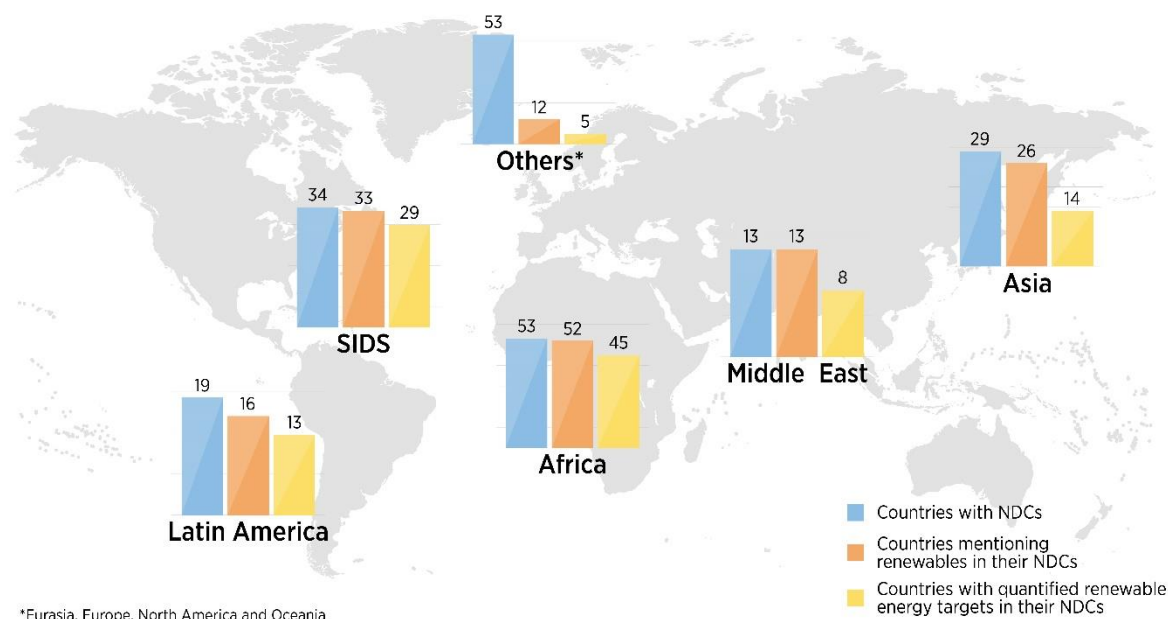 53
12
5
Others*
34
33
29
SIDS
29
26
14
Asia
13
13
8
Middle East
53
52
45
Africa
19
16
13
Latin America
Countries with NDCs
Countries mentioning
renewables in their NDCs
Countries with quantified renewable
energy targets in their NDCs
*Eurasia, Europe, North America and Oceania